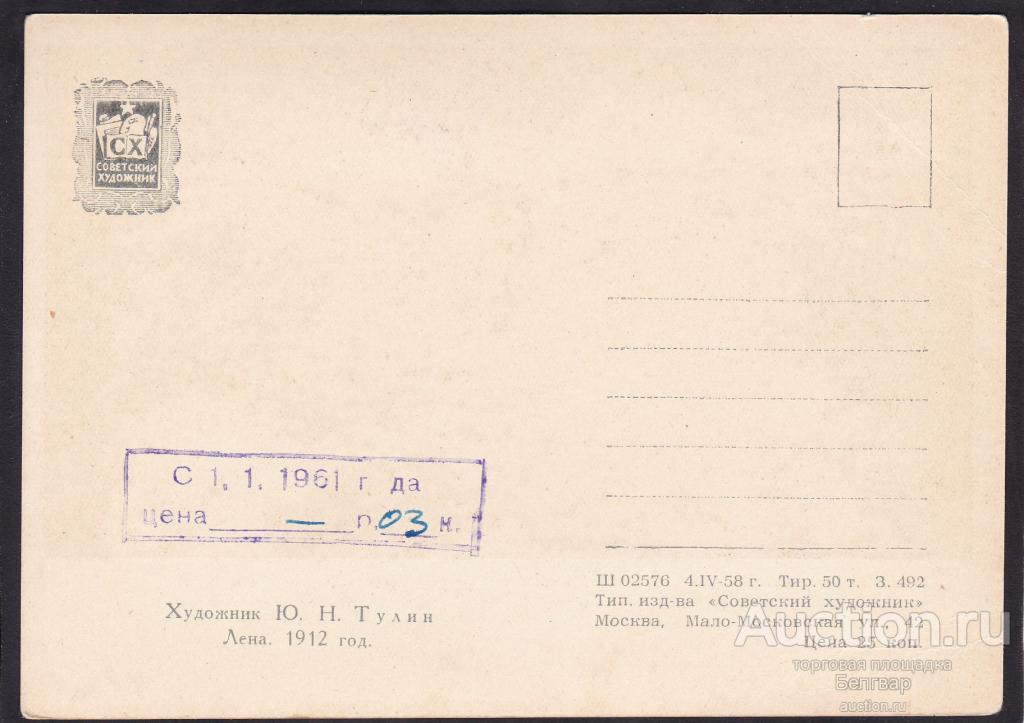 СХ
СОВЕТСКИЙ
ХУДОЖНИК
С 1. 1. 1961 г да
цена — р. 03 к.
Художник Ю. Н. Тулин
Лена. 1912 год.
Ш 02576 4.IV-58 г. Тир. 50 т. З. 492
Тип. изд-ва «Советский художник»
Москва, Мало-Московская ул., 42
Цена 25 коп.
Auction.ru
торговая площадка
Белгвар
auction.ru